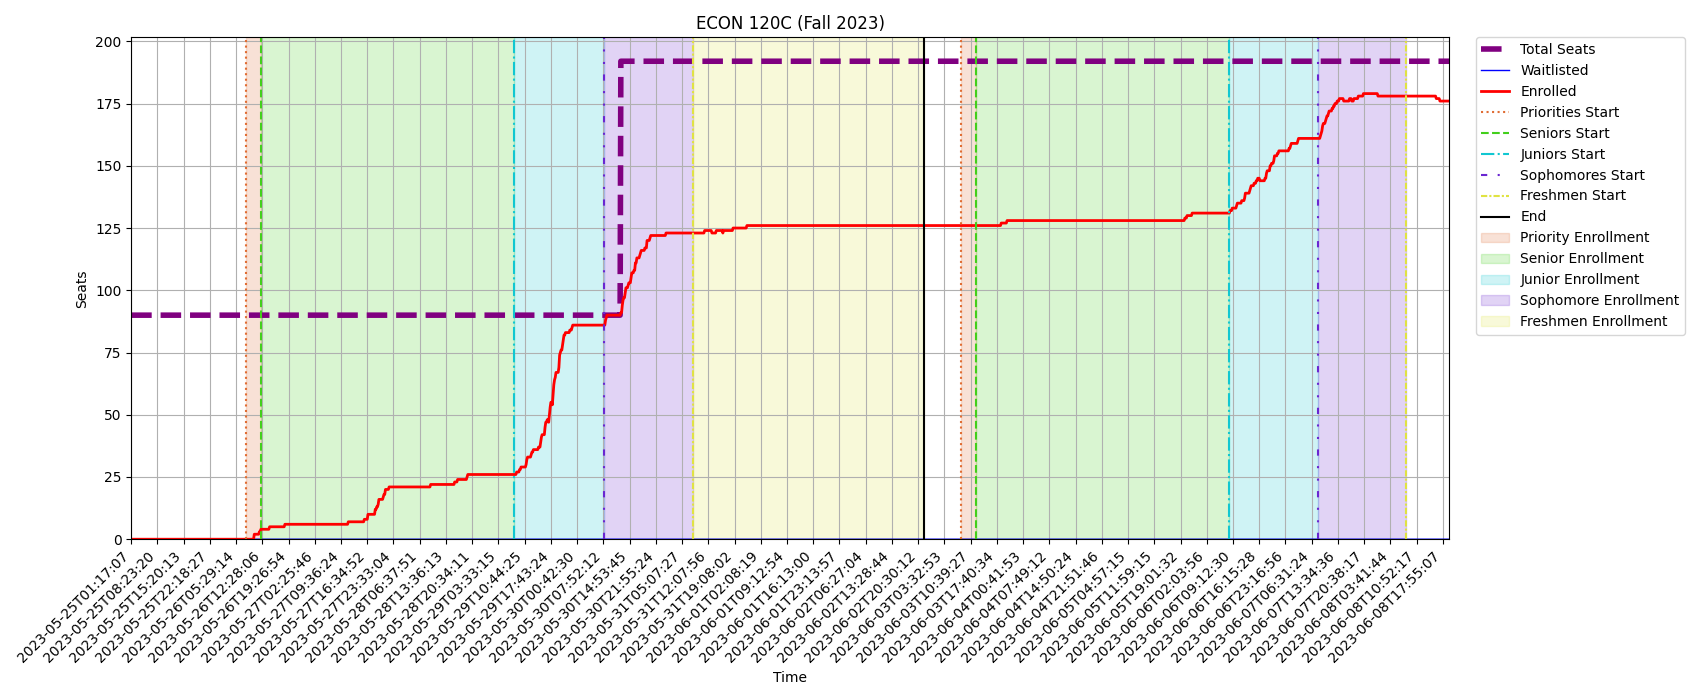 ECON 120C (Fall 2023)
Seats
200
175
150
125
100
75
50
25
0
2023-05-25T01:17:07
2023-05-25T08:23:20
2023-05-25T15:20:13
2023-05-25T22:18:27
2023-05-26T05:29:14
2023-05-26T12:28:06
2023-05-26T19:26:54
2023-05-27T02:25:46
2023-05-27T09:36:24
2023-05-27T16:34:52
2023-05-27T23:33:04
2023-05-28T06:37:51
2023-05-28T13:36:13
2023-05-28T20:34:11
2023-05-29T03:33:15
2023-05-29T10:44:25
2023-05-29T17:43:24
2023-05-30T00:42:30
2023-05-30T07:52:12
2023-05-30T14:53:45
2023-05-30T21:55:24
2023-05-31T05:07:27
2023-05-31T12:07:56
2023-05-31T19:08:02
2023-06-01T02:08:19
2023-06-01T09:12:54
2023-06-01T16:13:00
2023-06-01T23:13:57
2023-06-02T06:27:04
2023-06-02T13:28:44
2023-06-02T20:30:12
2023-06-03T03:32:53
2023-06-03T10:39:27
2023-06-03T17:40:34
2023-06-04T00:41:53
2023-06-04T07:49:12
2023-06-04T14:50:24
2023-06-04T21:51:46
2023-06-05T04:57:15
2023-06-05T11:59:15
2023-06-05T19:01:32
2023-06-06T02:03:56
2023-06-06T09:12:30
2023-06-06T16:15:28
2023-06-06T23:16:56
2023-06-07T06:31:24
2023-06-07T13:34:36
2023-06-07T20:38:17
2023-06-08T03:41:44
2023-06-08T10:52:17
2023-06-08T17:55:07
Time
Total Seats
Waitlisted
Enrolled
Priorities Start
Seniors Start
Juniors Start
Sophomores Start
Freshmen Start
End
Priority Enrollment
Senior Enrollment
Junior Enrollment
Sophomore Enrollment
Freshmen Enrollment